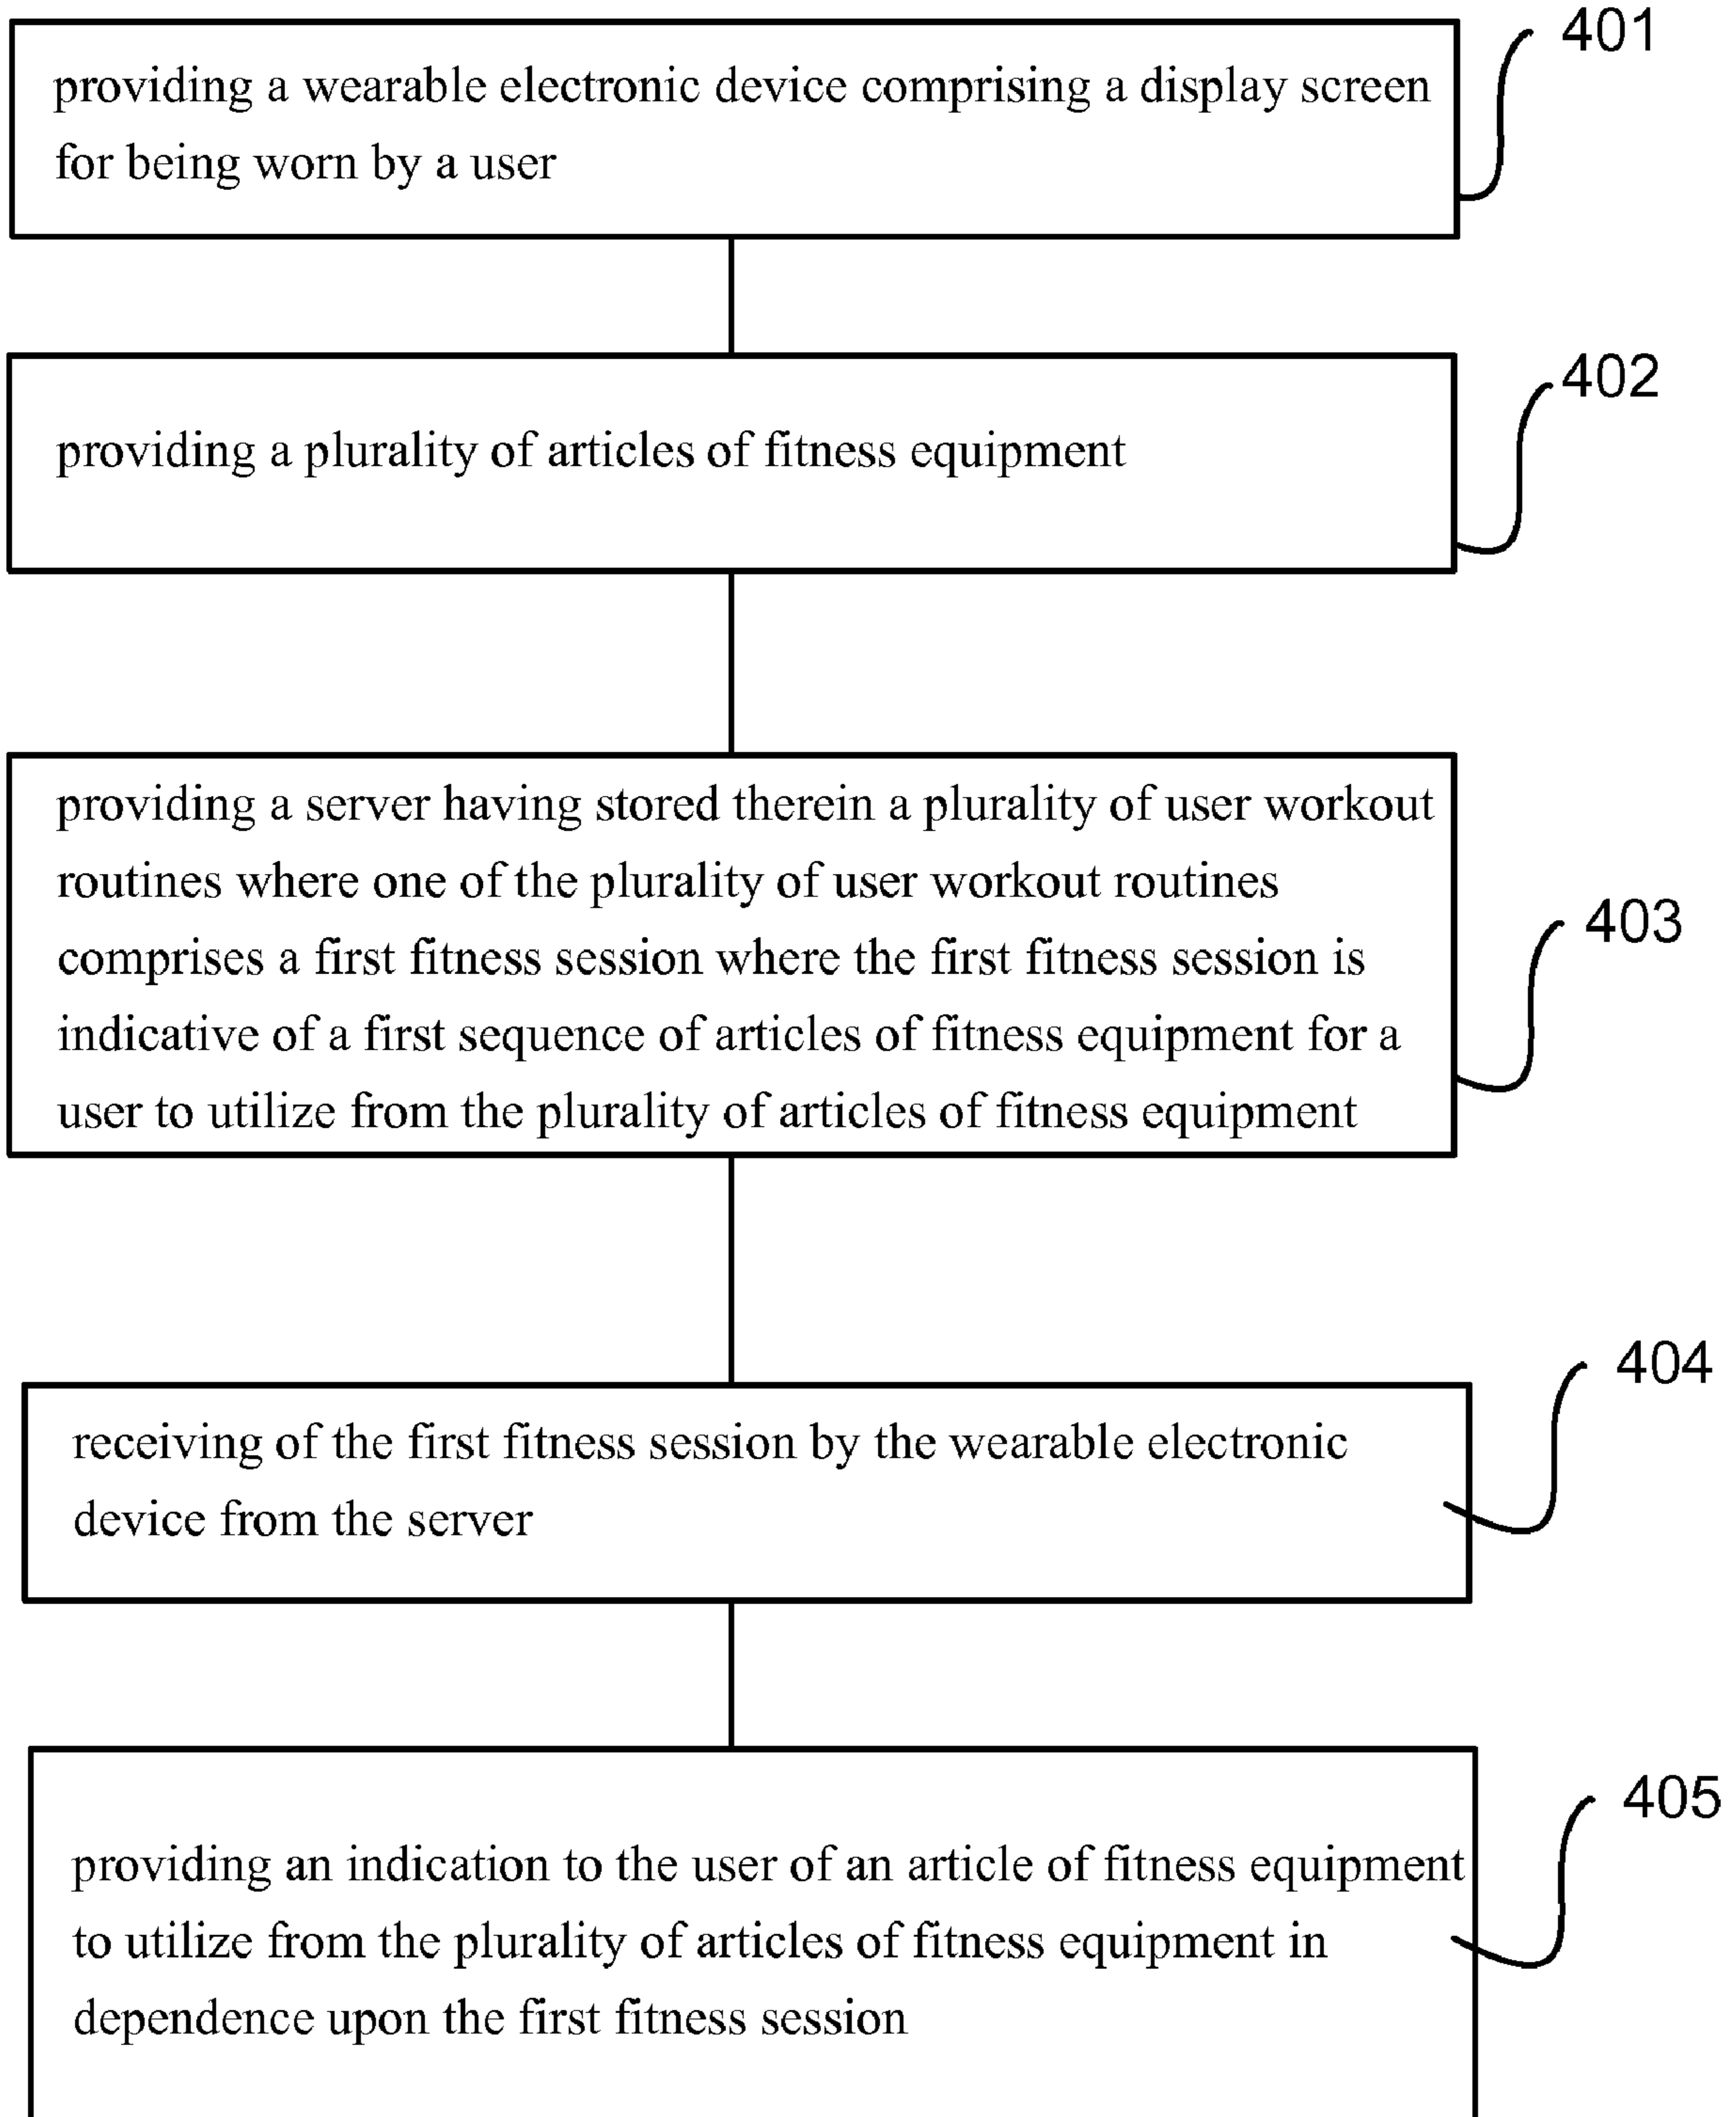 401
providing a wearable electronic device comprising a display screen
for being worn by a user
402
providing a plurality of articles of fitness equipment
providing a server having stored therein a plurality of user workout
routines where one of the plurality of user workout routines
403
comprises a first fitness session where the first fitness session is
indicative of a first sequence of articles of fitness equipment for a
user to utilize from the plurality of articles of fitness equipment
404
receiving of the first fitness session by the wearable electronic
device from the server
405
providing an indication to the user of an article of fitness equipment
to utilize from the plurality of articles of fitness equipment in
dependence upon the first fitness session